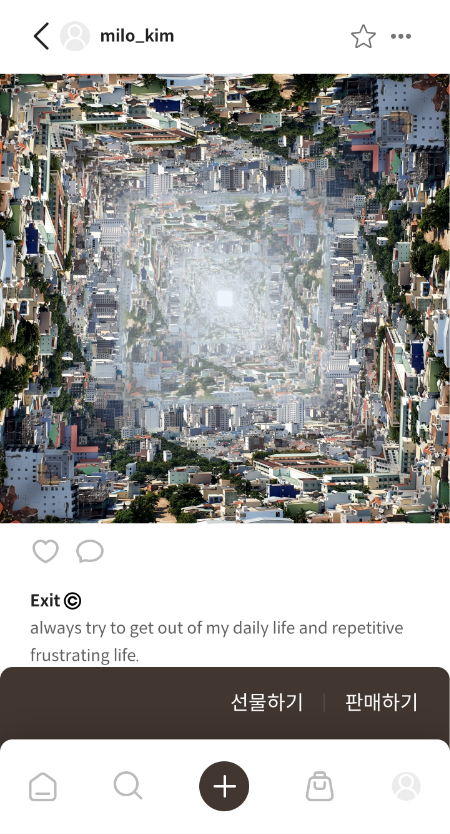 milo_kim
Exit ©
always try to get out of my daily life and repetitive
frustrating life.
선물하기 | 판매하기